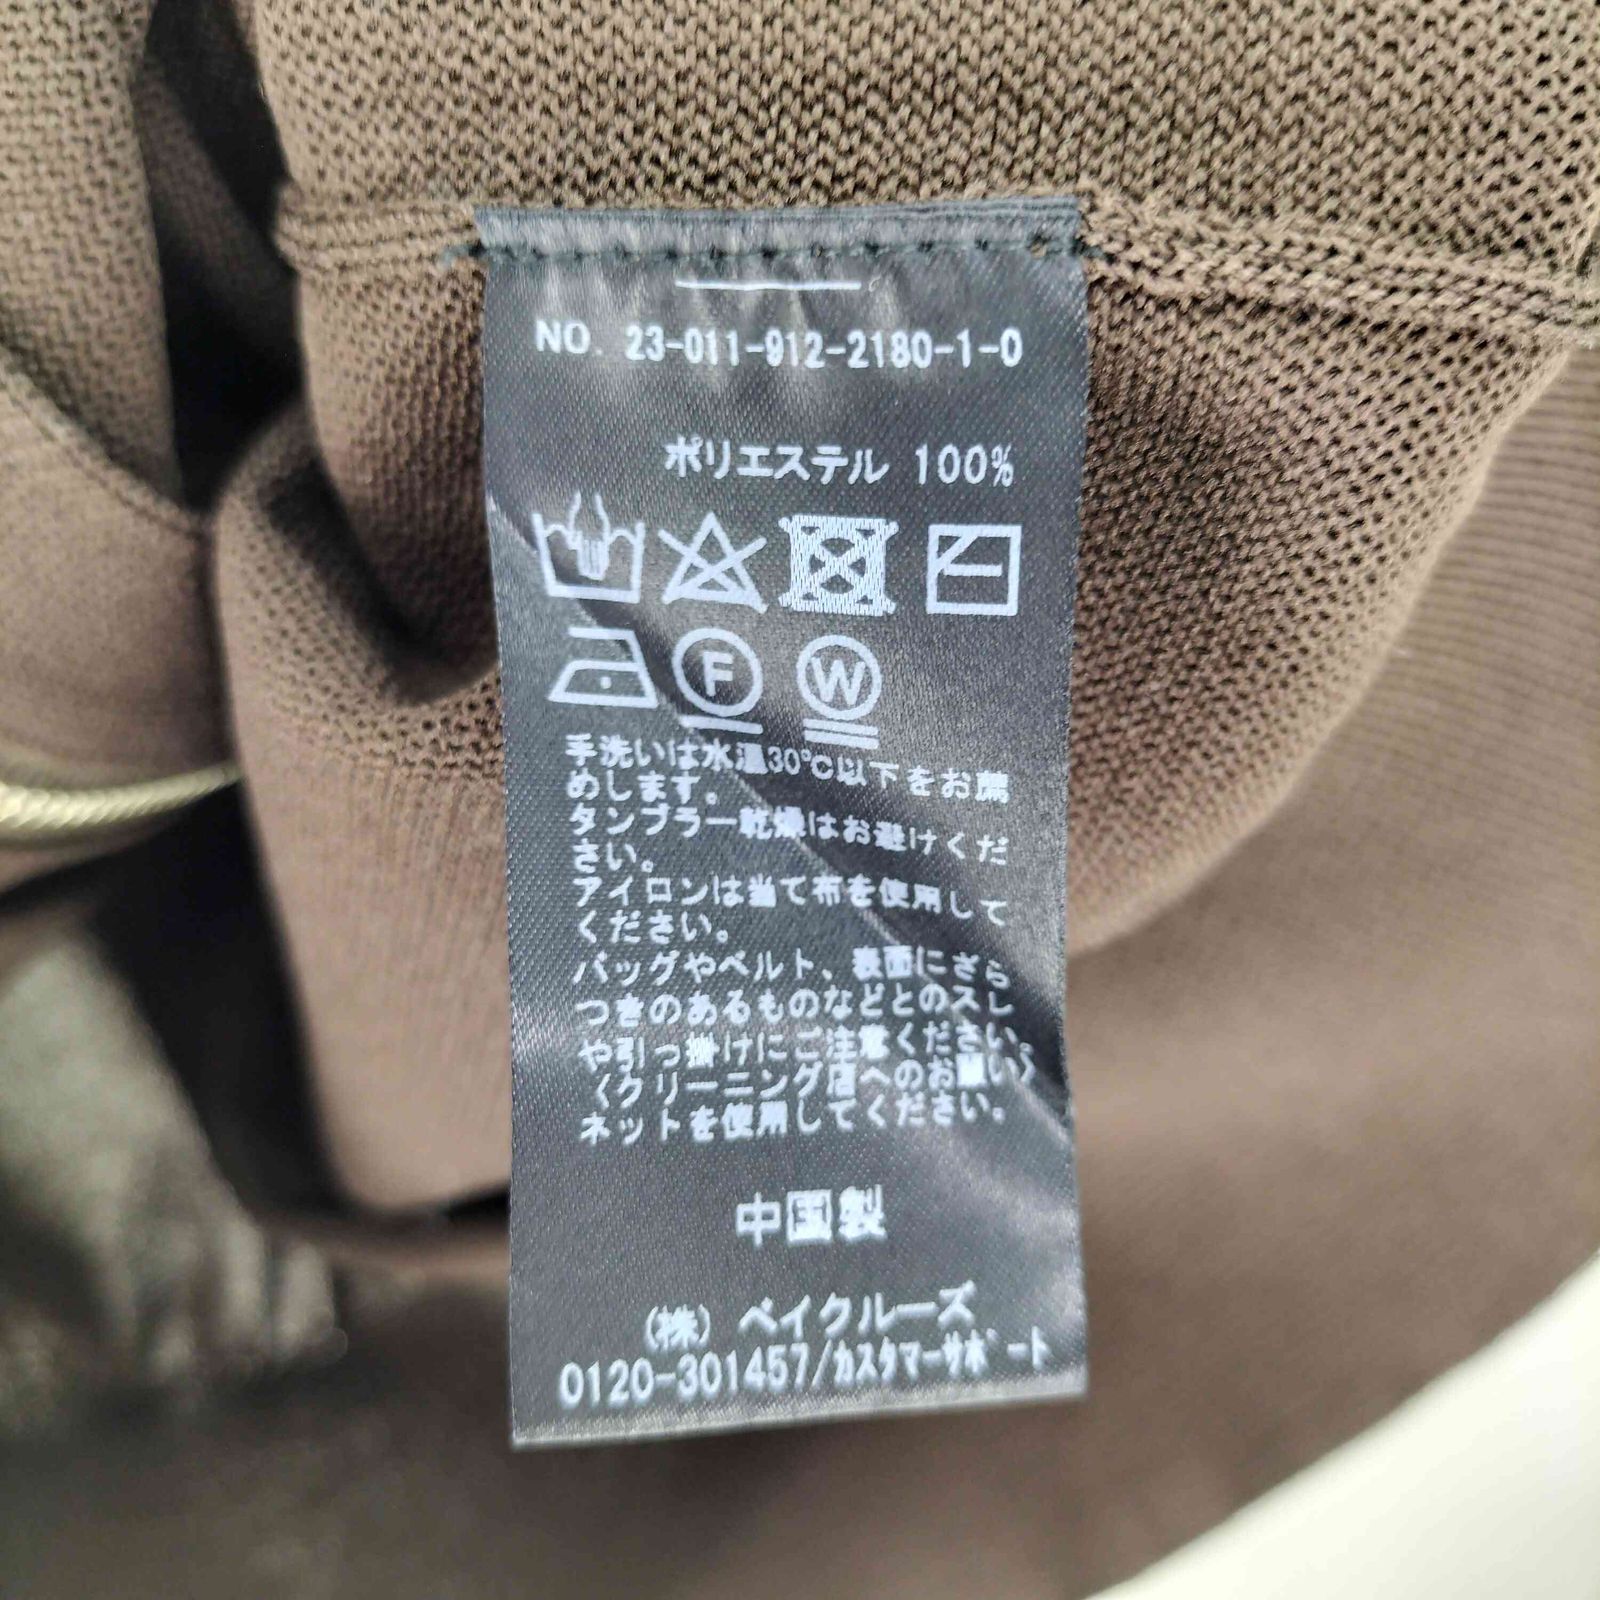 NO. 23-011-912-2180-1-0
ポリエステル 100%
F W
手洗いは水温30℃以下をお薦
めします。
タンブラー乾燥はお避けくだ
さい。
アイロンは当て布を使用して
ください。
バッグやベルト、表面にざら
つきのあるものなどとのスレ
や引っ掛けにご注意ください。
〈クリーニング店へのお願い〉
ネットを使用してください。
中国製
(株) ベイクルーズ
0120-301457/ｶｽﾀﾏｰｻﾎﾟｰﾄ